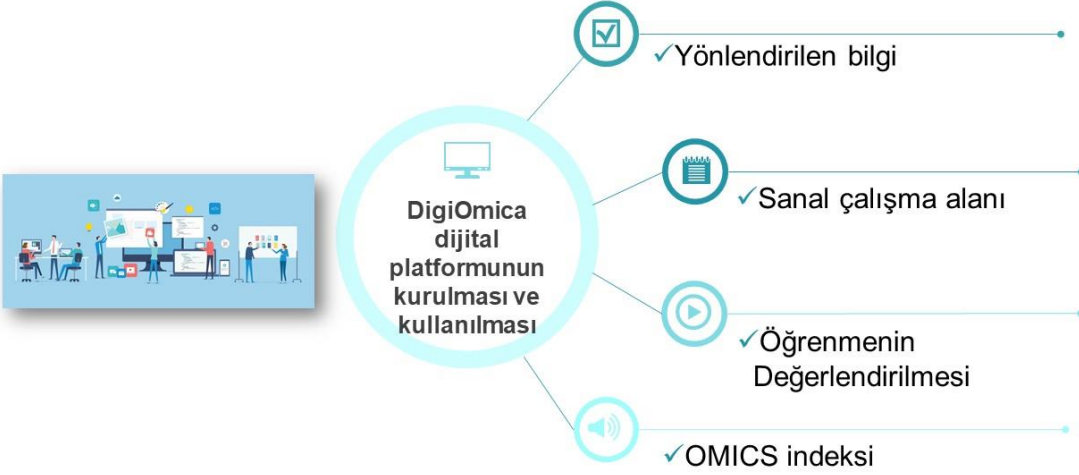 ✓Yönlendirilen bilgi
✓Sanal çalışma alanı
DigiOmica
dijital
platformunun
kurulması ve
kullanılması
✓Öğrenmenin
Değerlendirilmesi
✓OMICS indeksi